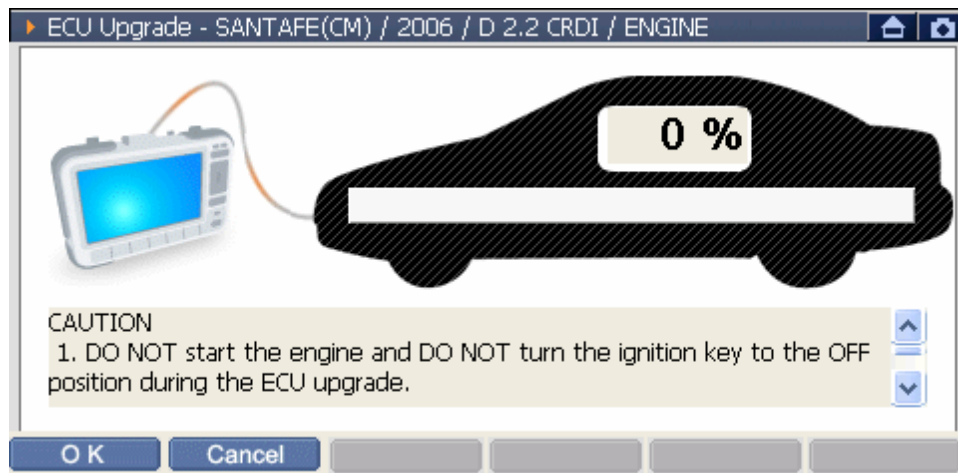 ECU Upgrade - SANTAFE(CM) / 2006 / D 2.2 CRDI / ENGINE
0 %
CAUTION
1. DO NOT start the engine and DO NOT turn the ignition key to the OFF
position during the ECU upgrade.
O K
Cancel